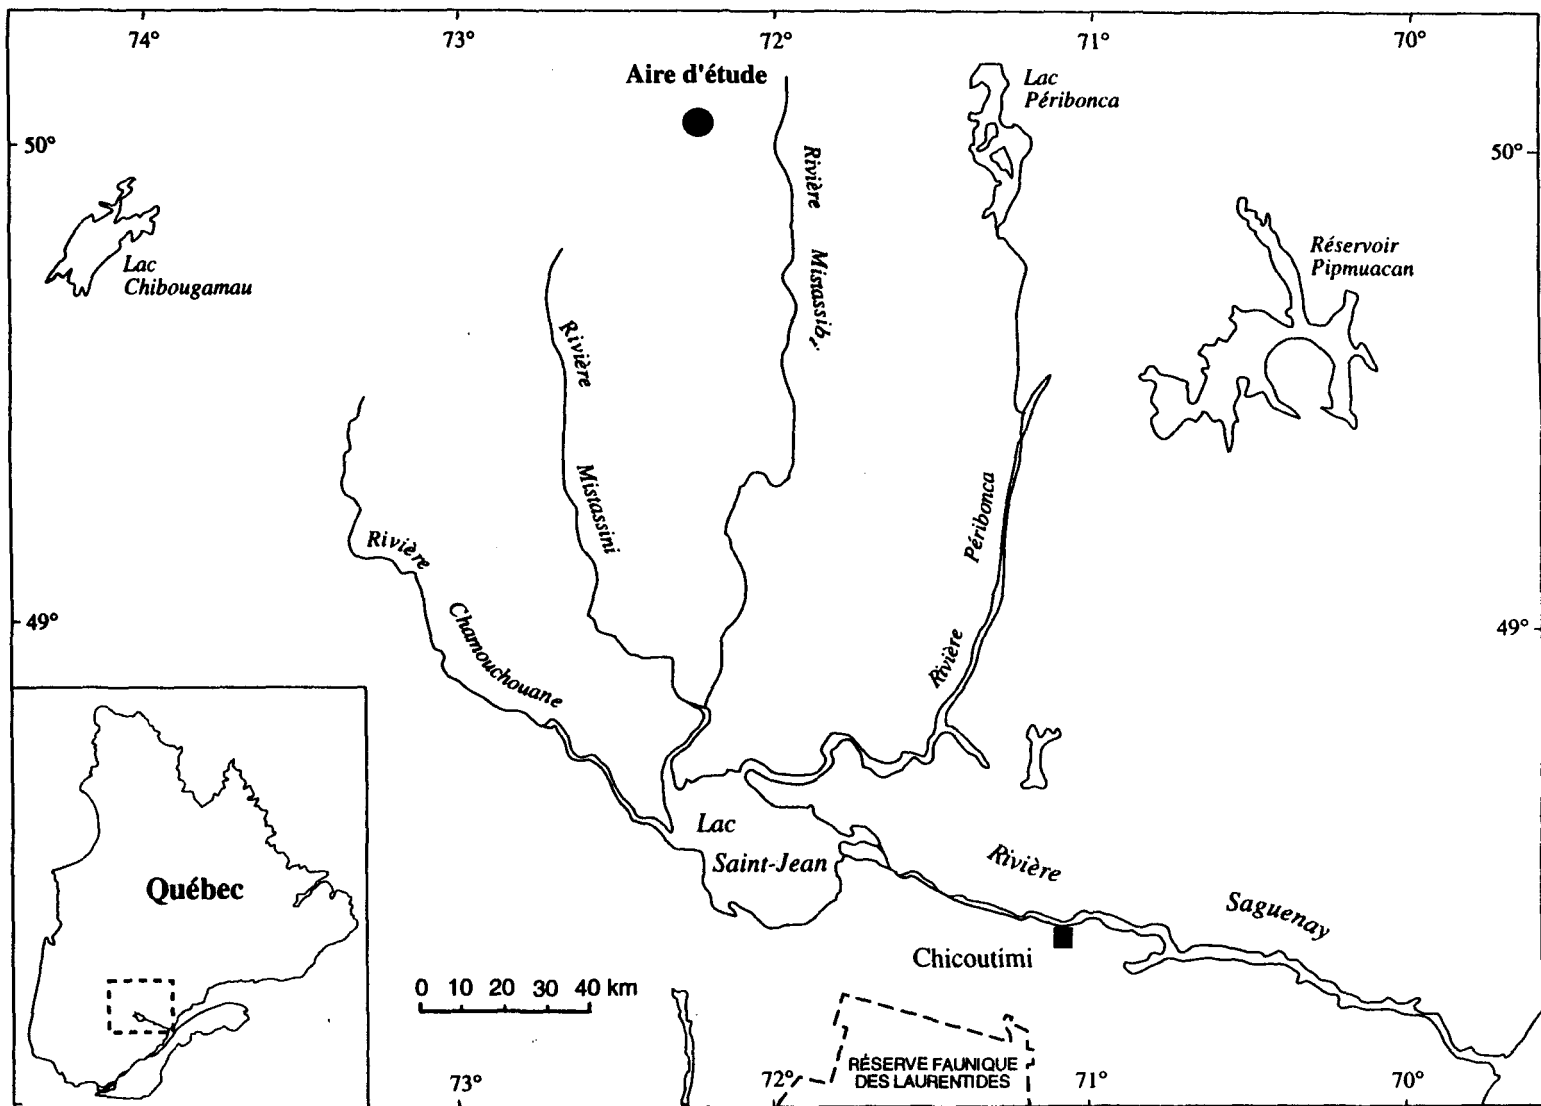 74°
73°
72°
71°
70°
Aire d'étude
Lac
Péribonca
50°
50°
Rivière
Mistassibi
Lac
Chibougamau
Réservoir
Pipmuacan
Rivière
Mistassini
Péribonca
Rivière
Rivière
Chamouchouane
49°
49°
Lac
Saint-Jean
Rivière
Saguenay
Québec
Chicoutimi
0 10 20 30 40 km
RÉSERVE FAUNIQUE
DES LAURENTIDES
73°
72°
71°
70°